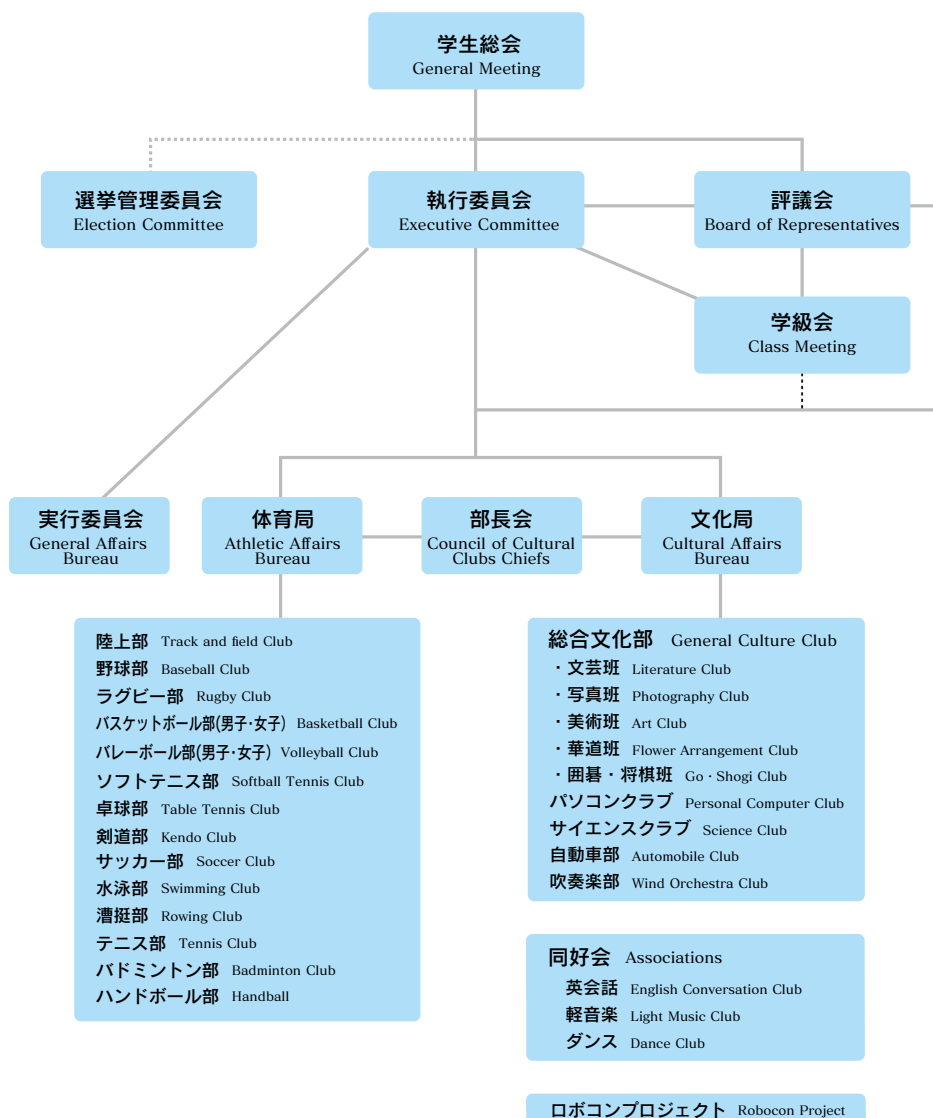 学生総会
General Meeting
選挙管理委員会
Election Committee
執行委員会
Executive Committee
評議会
Board of Representatives
学級会
Class Meeting
実行委員会
General Affairs
Bureau
体育局
Athletic Affairs
Bureau
部長会
Council of Cultural
Clubs Chiefs
文化局
Cultural Affairs
Bureau
陸上部 Track and field Club
野球部 Baseball Club
ラグビー部 Rugby Club
バスケットボール部(男子・女子) Basketball Club
バレーボール部(男子・女子) Volleyball Club
ソフトテニス部 Softball Tennis Club
卓球部 Table Tennis Club
剣道部 Kendo Club
サッカー部 Soccer Club
水泳部 Swimming Club
漕挺部 Rowing Club
テニス部 Tennis Club
バドミントン部 Badminton Club
ハンドボール部 Handball
総合文化部 General Culture Club
・文芸班 Literature Club
・写真班 Photography Club
・美術班 Art Club
・華道班 Flower Arrangement Club
・囲碁・将棋班 Go・Shogi Club
パソコンクラブ Personal Computer Club
サイエンスクラブ Science Club
自動車部 Automobile Club
吹奏楽部 Wind Orchestra Club
同好会 Associations
英会話 English Conversation Club
軽音楽 Light Music Club
ダンス Dance Club
ロボコンプロジェクト Robocon Project